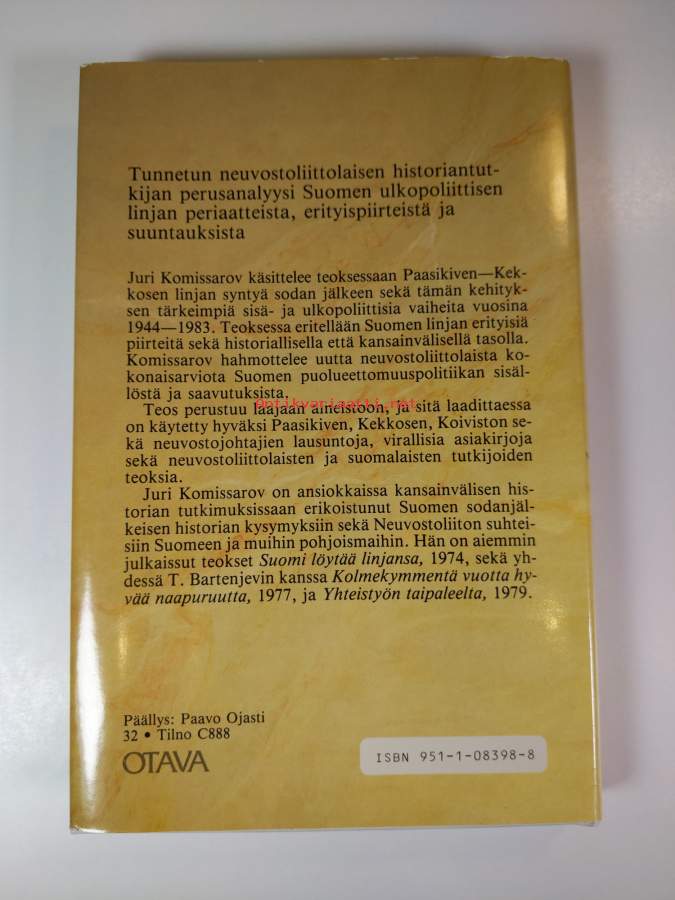 Tunnetun neuvostoliittolaisen historiantut-
kijan perusanalyysi Suomen ulkopoliittisen
linjan periaatteista, erityispiirteistä ja
suuntauksista
Juri Komissarov käsittelee teoksessaan Paasikiven—Kek-
kosen linjan syntyä sodan jälkeen sekä tämän kehityk-
sen tärkeimpiä sisä- ja ulkopoliittisia vaiheita vuosina
1944—1983. Teoksessa eritellään Suomen linjan erityisiä
piirteitä sekä historiallisella että kansainvälisellä tasolla.
Komissarov hahmottelee uutta neuvostoliittolaista ko-
konaisarviota Suomen puolueettomuuspolitiikan sisäl-
löstä ja saavutuksista.
Antikvariaatti.net
Teos perustuu laajaan aineistoon, ja sitä laadittaessa
on käytetty hyväksi Paasikiven, Kekkosen, Koiviston se-
kä neuvostojohtajien lausuntoja, virallisia asiakirjoja
sekä neuvostoliittolaisten ja suomalaisten tutkijoiden
teoksia.
Juri Komissarov on ansiokkaissa kansainvälisen his-
torian tutkimuksissaan erikoistunut Suomen sodanjäl-
keisen historian kysymyksiin sekä Neuvostoliiton suhtei-
siin Suomeen ja muihin pohjoismaihin. Hän on aiemmin
julkaissut teokset Suomi löytää linjansa, 1974, sekä yh-
dessä T. Bartenjevin kanssa Kolmekymmentä vuotta hy-
vää naapuruutta, 1977, ja Yhteistyön taipaleelta, 1979.
Päällys: Paavo Ojasti
32 • Tilno C888
OTAVA
ISBN 951-1-08398-8